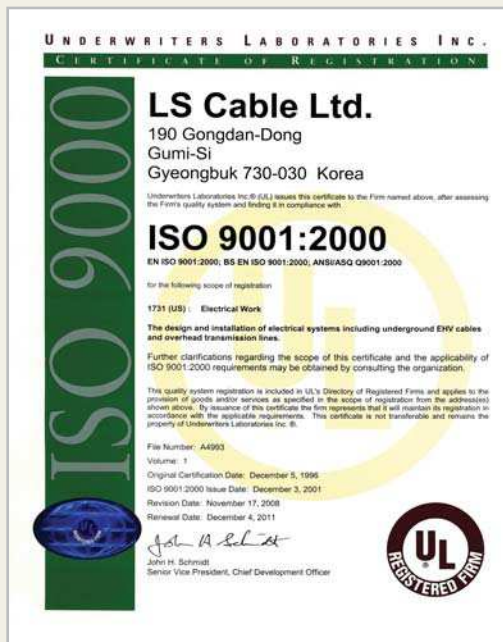 UNDERWRITERS LABORATORIES INC.
CERTIFICATE OF REGISTRATION
ISO 9000
LS Cable Ltd.
190 Gongdan-Dong
Gumi-Si
Gyeongbuk 730-030 Korea
Underwriters Laboratories Inc.® (UL) issues this certificate to the Firm named above, after assessing
the Firm's quality system and finding it in compliance with
ISO 9001:2000
EN ISO 9001:2000; BS EN ISO 9001:2000; ANSI/ASQ Q9001:2000
for the following scope of registration
1731 (US) : Electrical Work
The design and installation of electrical systems including underground EHV cables
and overhead transmission lines.
Further clarifications regarding the scope of this certificate and the applicability of
ISO 9001:2000 requirements may be obtained by consulting the organization.
This quality system registration is included in UL's Directory of Registered Firms and applies to the
provision of goods and/or services as specified in the scope of registration from the address(es)
shown above. By issuance of this certificate the firm represents that it will maintain its registration in
accordance with the applicable requirements. This certificate is not transferable and remains the
property of Underwriters Laboratories Inc. ®.
File Number: A4993
Volume: 1
Original Certification Date: December 5, 1996
ISO 9001:2000 Issue Date: December 3, 2001
Revision Date: November 17, 2008
Renewal Date: December 4, 2011
John H Schmidt
John H. Schmidt
Senior Vice President, Chief Development Officer
UL
UL
REGISTERED FIRM